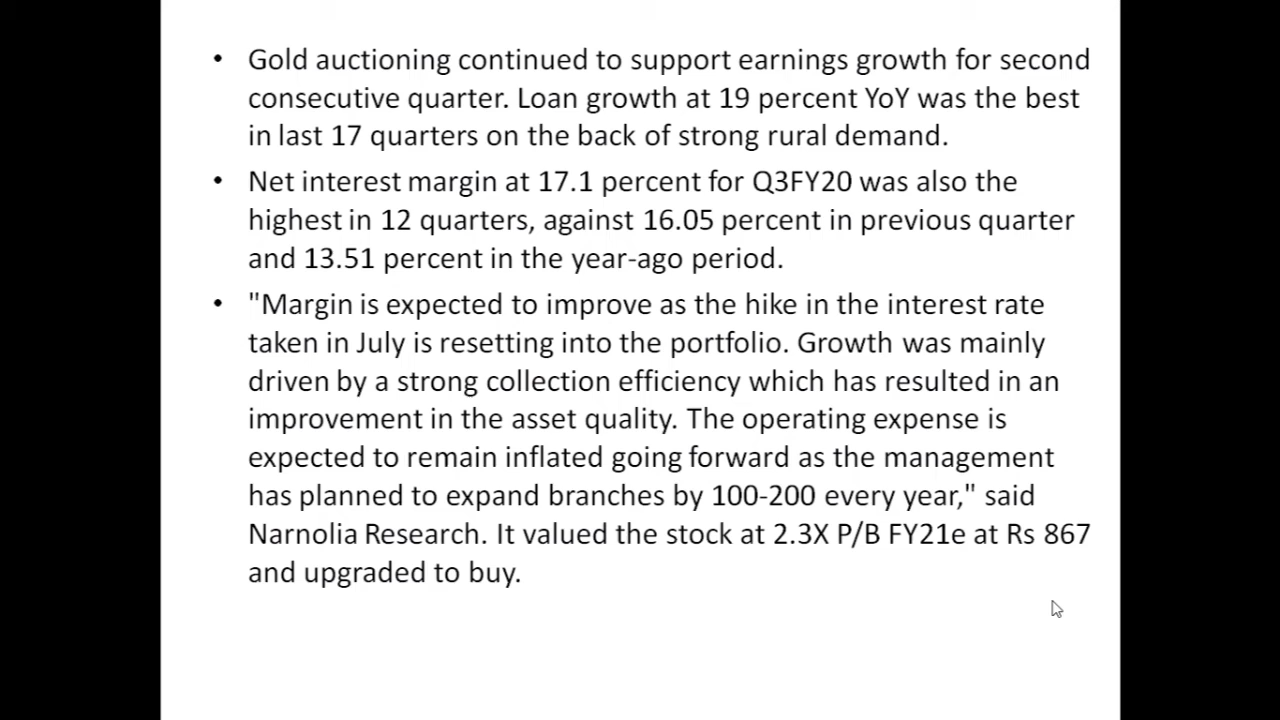 • Gold auctioning continued to support earnings growth for second
consecutive quarter. Loan growth at 19 percent YoY was the best
in last 17 quarters on the back of strong rural demand.
• Net interest margin at 17.1 percent for Q3FY20 was also the
highest in 12 quarters, against 16.05 percent in previous quarter
and 13.51 percent in the year-ago period.
• "Margin is expected to improve as the hike in the interest rate
taken in July is resetting into the portfolio. Growth was mainly
driven by a strong collection efficiency which has resulted in an
improvement in the asset quality. The operating expense is
expected to remain inflated going forward as the management
has planned to expand branches by 100-200 every year," said
Narnolia Research. It valued the stock at 2.3X P/B FY21e at Rs 867
and upgraded to buy.